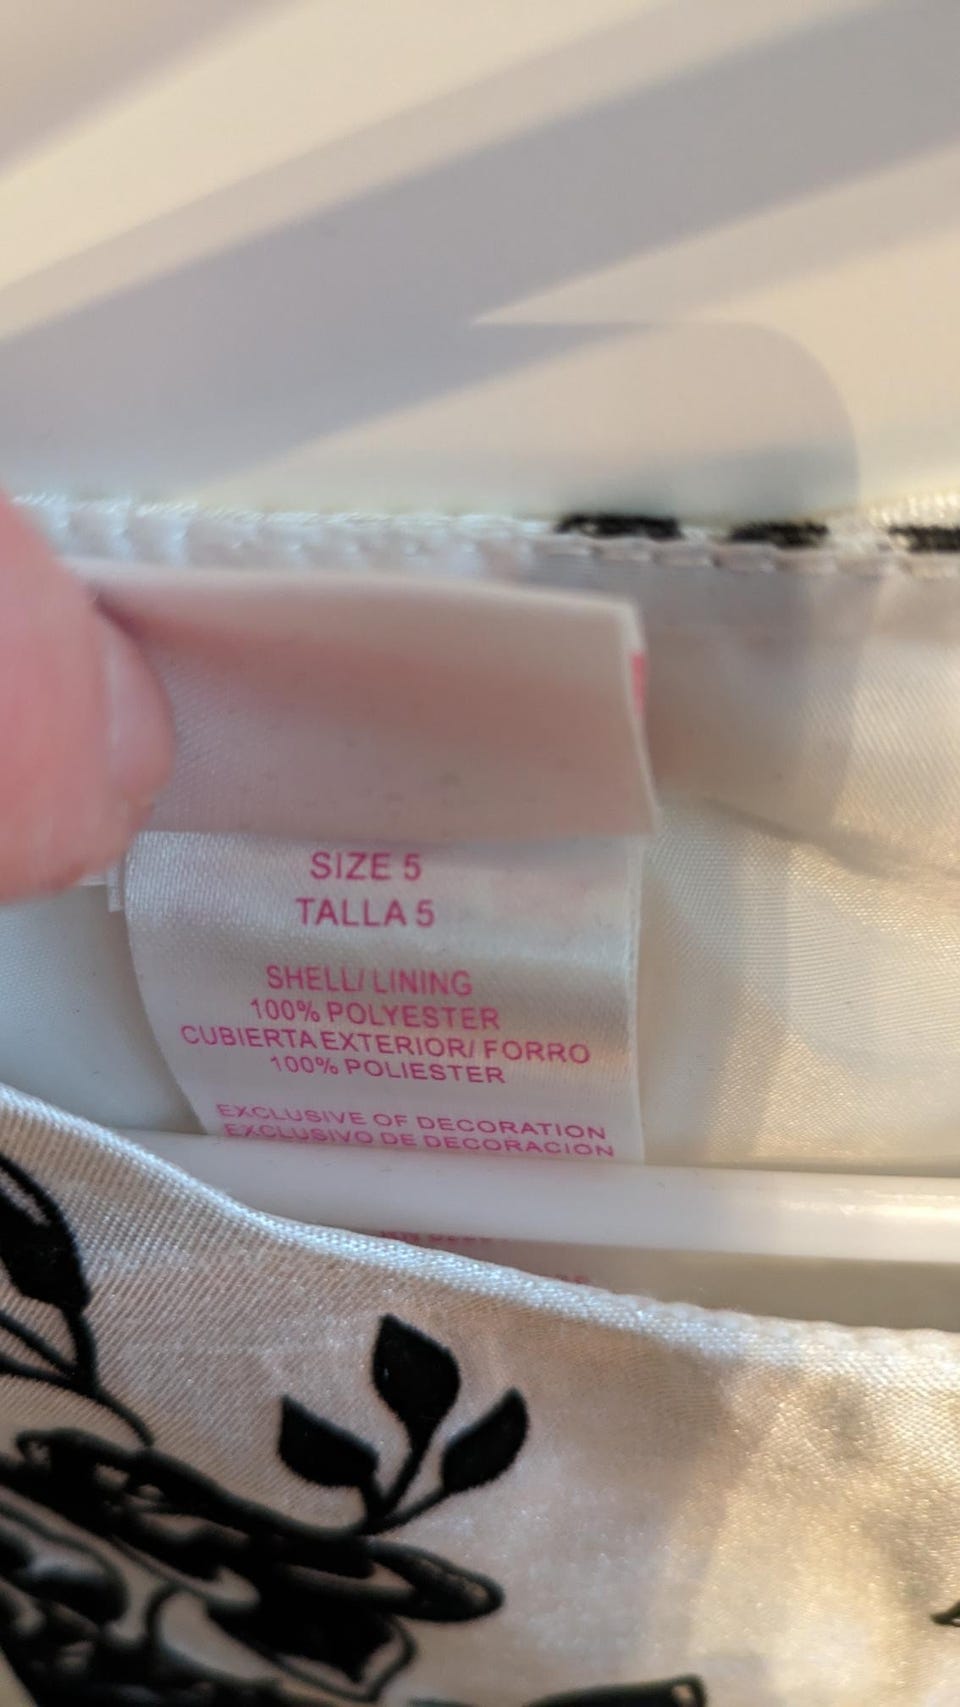 SIZE 5
TALLA 5
SHELL/ LINING
100% POLYESTER
CUBIERTA EXTERIOR/ FORRO
100% POLIESTER
EXCLUSIVE OF DECORATION
EXCLUSIVO DE DECORACION